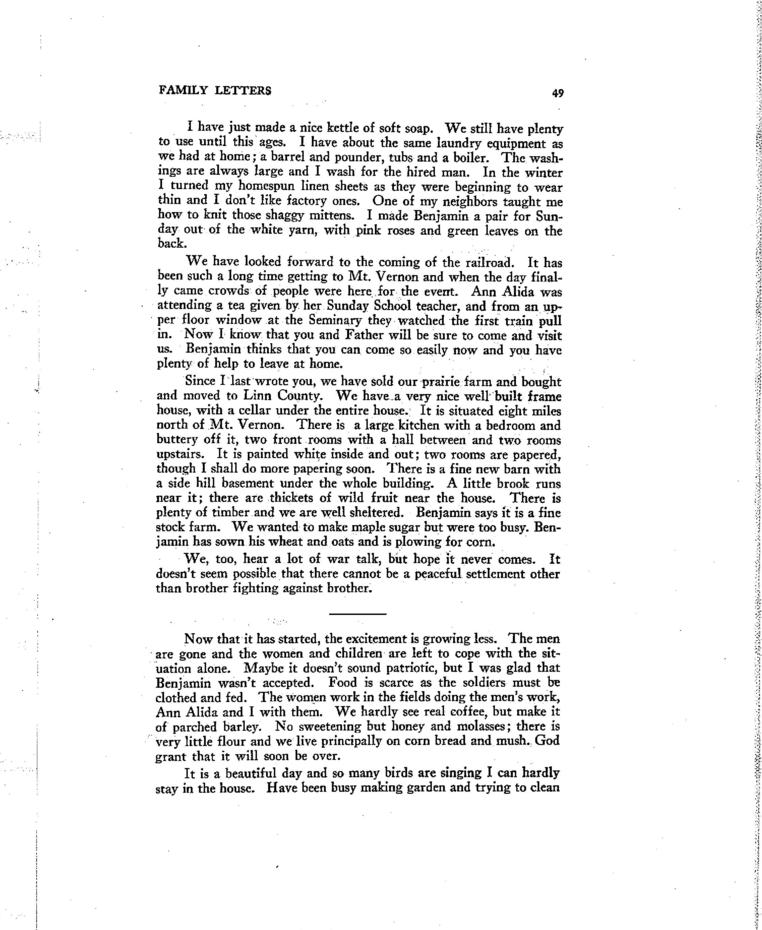 FAMILY LETTERS 49
I have just made a nice kettle of soft soap. We still have plenty
to use until this ages. I have about the same laundry equipment as
we had at home; a barrel and pounder, tubs and a boiler. The wash-
ings are always large and I wash for the hired man. In the winter
I turned my homespun linen sheets as they were beginning to wear
thin and I don't like factory ones. One of my neighbors taught me
how to knit those shaggy mittens. I made Benjamin a pair for Sun-
day out of the white yarn, with pink roses and green leaves on the
back.
We have looked forward to the coming of the railroad. It has
been such a long time getting to Mt. Vernon and when the day final-
ly came crowds of people were here for the event. Ann Alida was
attending a tea given by her Sunday School teacher, and from an up-
per floor window at the Seminary they watched the first train pull
in. Now I know that you and Father will be sure to come and visit
us. Benjamin thinks that you can come so easily now and you have
plenty of help to leave at home.
Since I last wrote you, we have sold our prairie farm and bought
and moved to Linn County. We have a very nice well built frame
house, with a cellar under the entire house. It is situated eight miles
north of Mt. Vernon. There is a large kitchen with a bedroom and
buttery off it, two front rooms with a hall between and two rooms
upstairs. It is painted white inside and out; two rooms are papered,
though I shall do more papering soon. There is a fine new barn with
a side hill basement under the whole building. A little brook runs
near it; there are thickets of wild fruit near the house. There is
plenty of timber and we are well sheltered. Benjamin says it is a fine
stock farm. We wanted to make maple sugar but were too busy. Ben-
jamin has sown his wheat and oats and is plowing for corn.
We, too, hear a lot of war talk, but hope it never comes. It
doesn't seem possible that there cannot be a peaceful settlement other
than brother fighting against brother.
Now that it has started, the excitement is growing less. The men
are gone and the women and children are left to cope with the sit-
uation alone. Maybe it doesn't sound patriotic, but I was glad that
Benjamin wasn't accepted. Food is scarce as the soldiers must be
clothed and fed. The women work in the fields doing the men's work,
Ann Alida and I with them. We hardly see real coffee, but make it
of parched barley. No sweetening but honey and molasses; there is
very little flour and we live principally on corn bread and mush. God
grant that it will soon be over.
It is a beautiful day and so many birds are singing I can hardly
stay in the house. Have been busy making garden and trying to clean